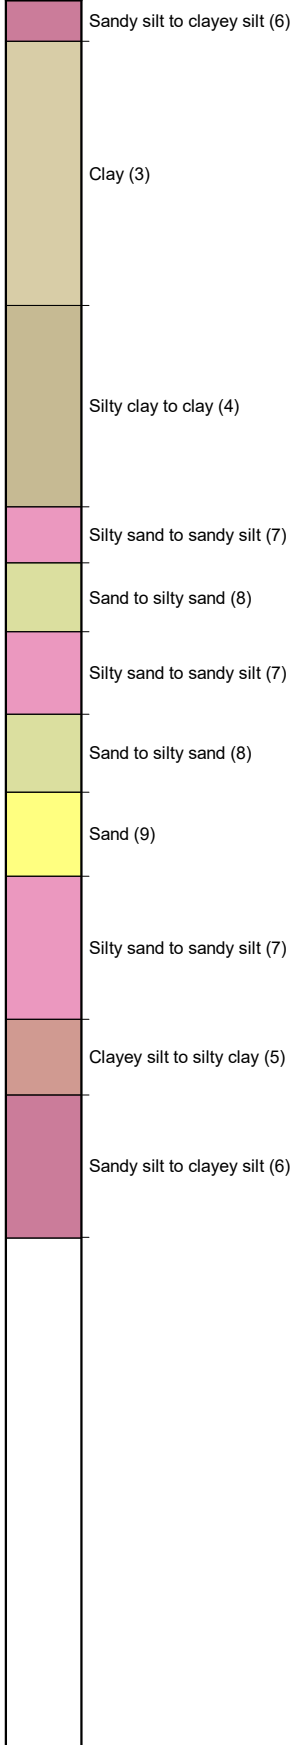 Sandy silt to clayey silt (6)
Clay (3)
Silty clay to clay (4)
Silty sand to sandy silt (7)
Sand to silty sand (8)
Silty sand to sandy silt (7)
Sand to silty sand (8)
Sand (9)
Silty sand to sandy silt (7)
Clayey silt to silty clay (5)
Sandy silt to clayey silt (6)